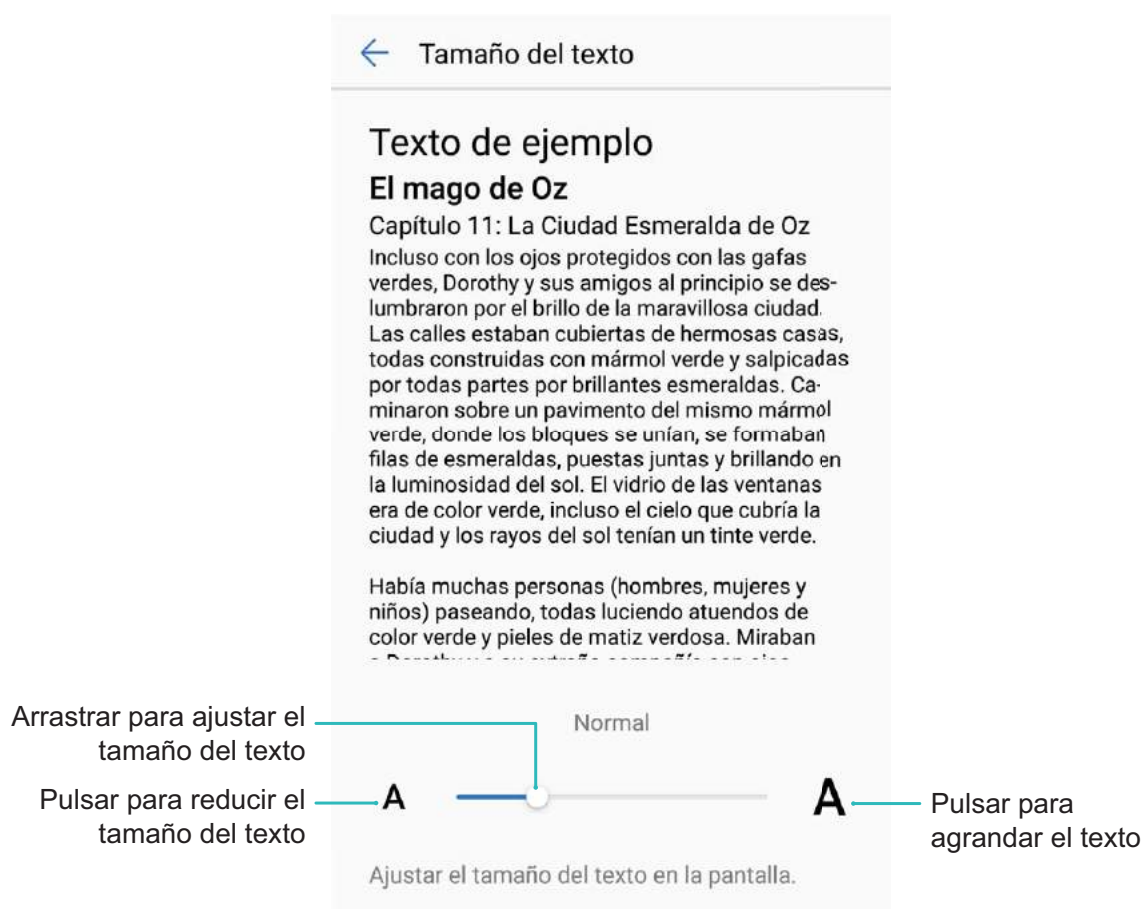 Tamaño del texto
Texto de ejemplo
El mago de Oz
Capítulo 11: La Ciudad Esmeralda de Oz
Incluso con los ojos protegidos con las gafas
verdes, Dorothy y sus amigos al principio se des-
lumbraron por el brillo de la maravillosa ciudad.
Las calles estaban cubiertas de hermosas casas,
todas construidas con mármol verde y salpicadas
por todas partes por brillantes esmeraldas. Ca-
minaron sobre un pavimento del mismo mármol
verde, donde los bloques se unían, se formaban
filas de esmeraldas, puestas juntas y brillando en
la luminosidad del sol. El vidrio de las ventanas
era de color verde, incluso el cielo que cubría la
ciudad y los rayos del sol tenían un tinte verde.
Había muchas personas (hombres, mujeres y
niños) paseando, todas luciendo atuendos de
color verde y pieles de matiz verdosa. Miraban
Arrastrar para ajustar el
tamaño del texto
Normal
Pulsar para reducir el
tamaño del texto
A
A
Pulsar para
agrandar el texto
Ajustar el tamaño del texto en la pantalla.